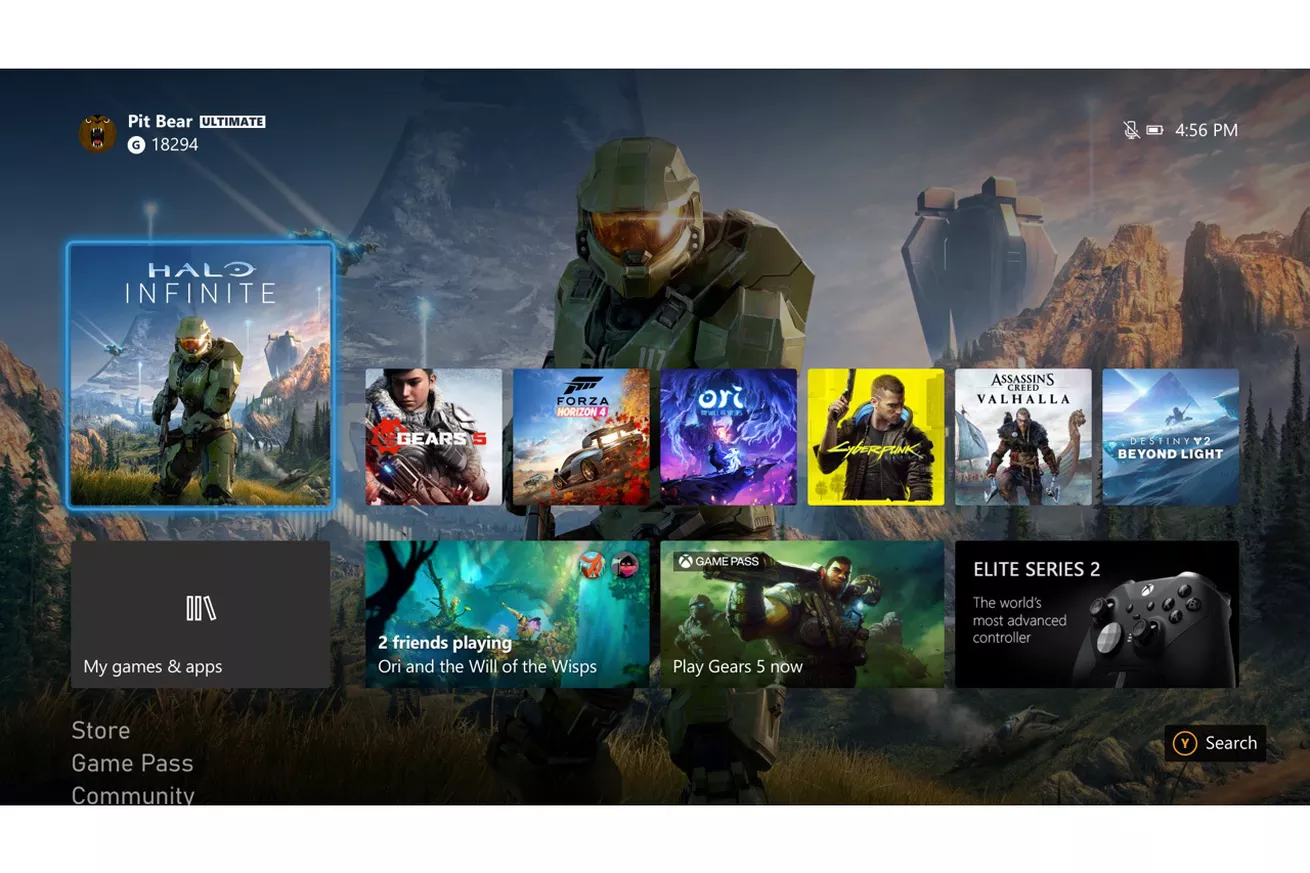 Pit Bear ULTIMATE
G 18294
4:56 PM
HALO
INFINITE
117
GEARS 5
FORZA
HORIZON 4
ori
Cyberpunk
ASSASSIN'S
CREED
VALHALLA
DESTINY 2
BEYOND LIGHT
My games & apps
2 friends playing
Ori and the Will of the Wisps
GAME PASS
Play Gears 5 now
ELITE SERIES 2
The world's
most advanced
controller
Store
Game Pass
Community
Y Search